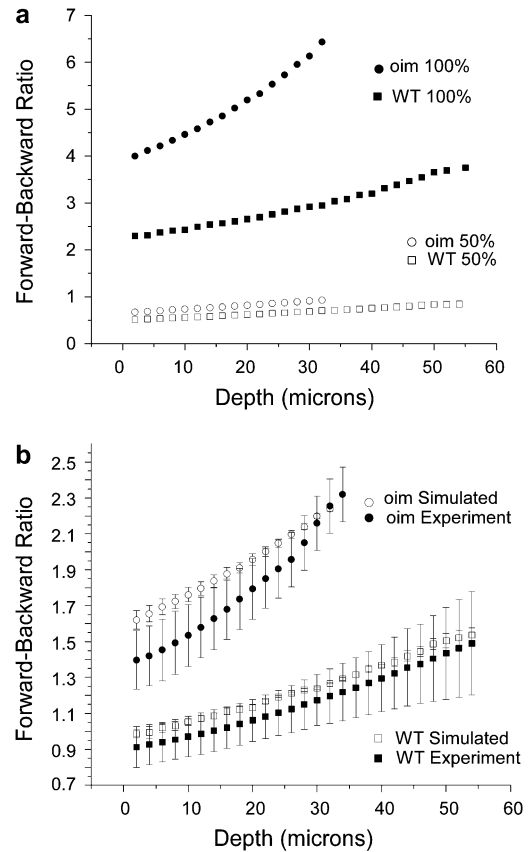 a
7
6
5
4
3
2
1
0
Forward-Backward Ratio
oim 100%
WT 100%
oim 50%
WT 50%
0 10 20 30 40 50 60
Depth (microns)
b
2.5
2.3
2.1
1.9
1.7
1.5
1.3
1.1
0.9
0.7
Forward-Backward Ratio
oim Simulated
oim Experiment
WT Simulated
WT Experiment
0 10 20 30 40 50 60
Depth (microns)